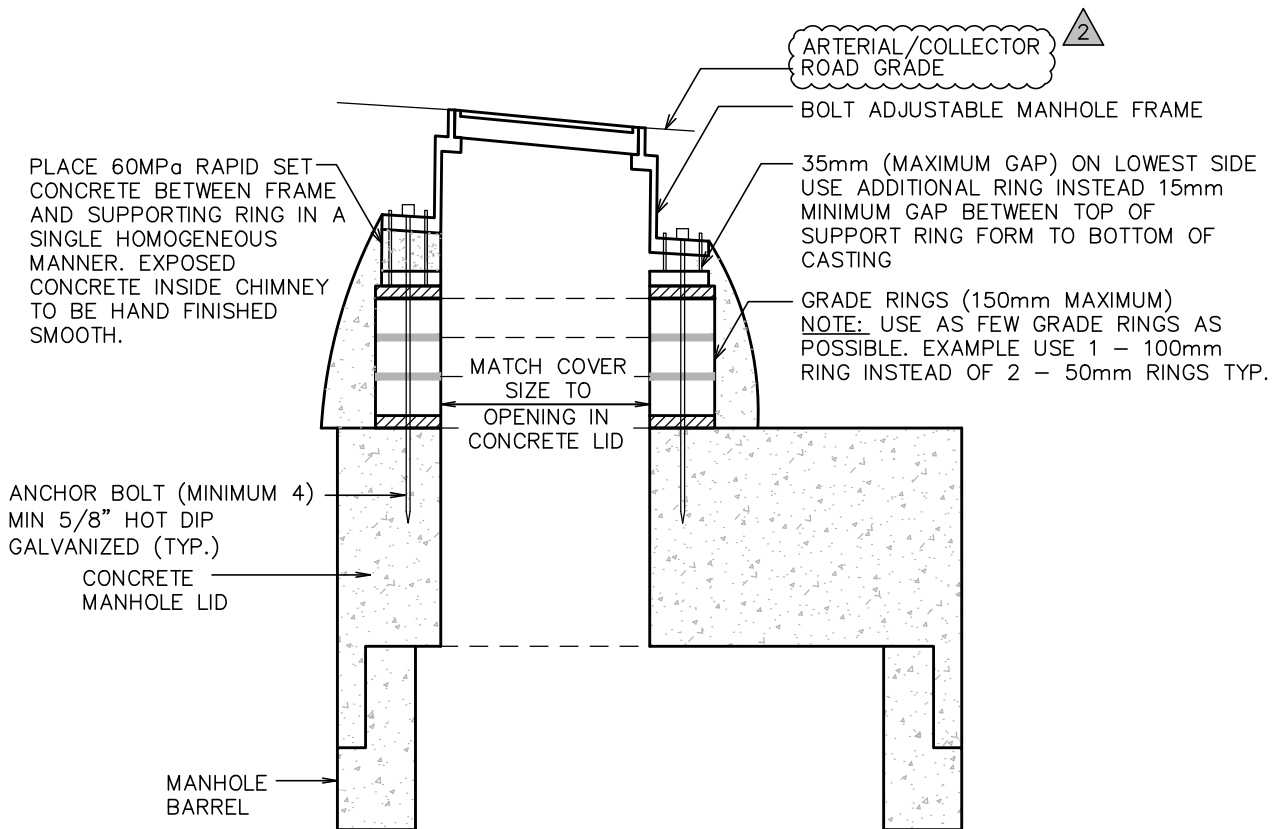 2
ARTERIAL/COLLECTOR
ROAD GRADE
BOLT ADJUSTABLE MANHOLE FRAME
PLACE 60MPa RAPID SET
CONCRETE BETWEEN FRAME
AND SUPPORTING RING IN A
SINGLE HOMOGENEOUS
MANNER. EXPOSED
CONCRETE INSIDE CHIMNEY
TO BE HAND FINISHED
SMOOTH.
35mm (MAXIMUM GAP) ON LOWEST SIDE
USE ADDITIONAL RING INSTEAD 15mm
MINIMUM GAP BETWEEN TOP OF
SUPPORT RING FORM TO BOTTOM OF
CASTING
GRADE RINGS (150mm MAXIMUM)
NOTE: USE AS FEW GRADE RINGS AS
POSSIBLE. EXAMPLE USE 1 – 100mm
RING INSTEAD OF 2 – 50mm RINGS TYP.
MATCH COVER
SIZE TO
OPENING IN
CONCRETE LID
ANCHOR BOLT (MINIMUM 4)
MIN 5/8” HOT DIP
GALVANIZED (TYP.)
CONCRETE
MANHOLE LID
MANHOLE
BARREL